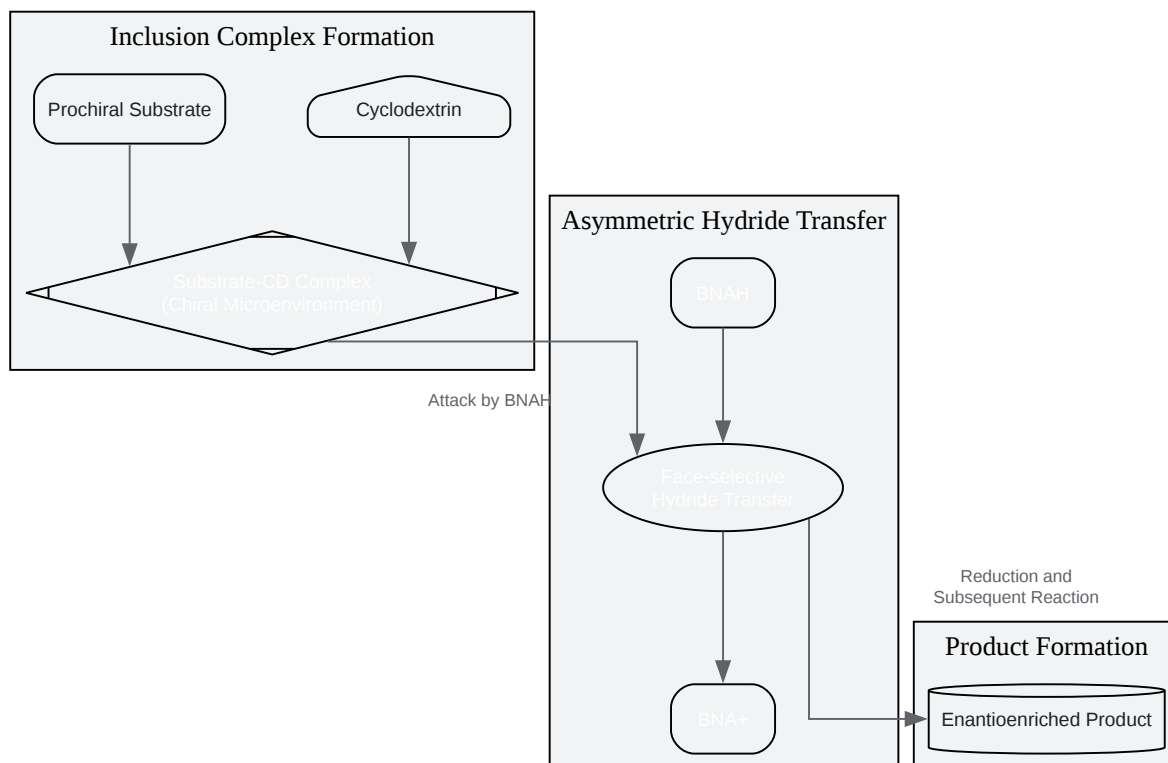 Inclusion Complex Formation
Prochiral Substrate
Cyclodextrin
Substrate-CD Complex
(Chiral Microenvironment)
Attack by BNAH
Asymmetric Hydride Transfer
BNAH
Face-selective
Hydride Transfer
BNA+
Reduction and
Subsequent Reaction
Product Formation
Enantioenriched Product